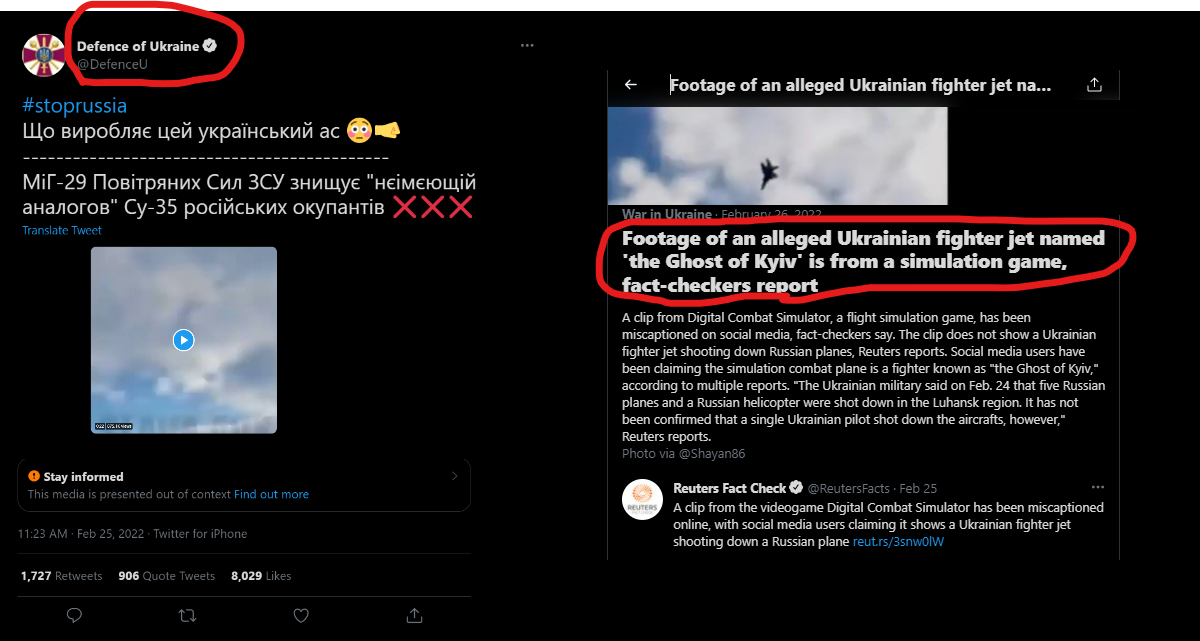 Defence of Ukraine
@DefenceU
#stoprussia
Що виробляє цей український ас 😳🤜
--------------------------------------------
МіГ-29 Повітряних Сил ЗСУ знищує "нєімєющій
аналогов" Су-35 російських окупантів ❌❌❌
Translate Tweet
Stay informed
This media is presented out of context Find out more
11:23 AM · Feb 25, 2022 · Twitter for iPhone
1,727 Retweets 906 Quote Tweets 8,029 Likes
Footage of an alleged Ukrainian fighter jet na...
War in Ukraine · February 26, 2022
Footage of an alleged Ukrainian fighter jet named
'the Ghost of Kyiv' is from a simulation game,
fact-checkers report
A clip from Digital Combat Simulator, a flight simulation game, has been
miscaptioned on social media, fact-checkers say. The clip does not show a Ukrainian
fighter jet shooting down Russian planes, Reuters reports. Social media users have
been claiming the simulation combat plane is a fighter known as "the Ghost of Kyiv,"
according to multiple reports. "The Ukrainian military said on Feb. 24 that five Russian
planes and a Russian helicopter were shot down in the Luhansk region. It has not
been confirmed that a single Ukrainian pilot shot down the aircrafts, however,"
Reuters reports.
Photo via @Shayan86
REUTERS
Reuters Fact Check @ReutersFacts · Feb 25
A clip from the videogame Digital Combat Simulator has been miscaptioned
online, with social media users claiming it shows a Ukrainian fighter jet
shooting down a Russian plane reut.rs/3snw0lW